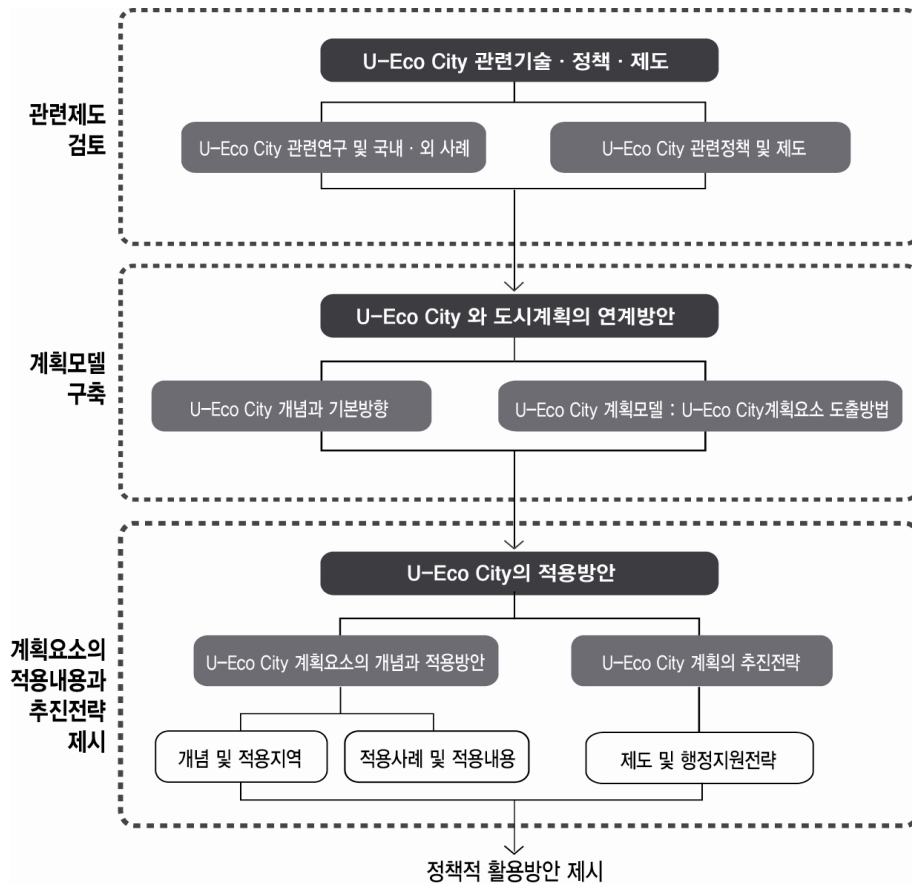 U-Eco City 관련기술 · 정책 · 제도
관련제도
검토
U-Eco City 관련연구 및 국내 · 외 사례
U-Eco City 관련정책 및 제도
U-Eco City 와 도시계획의 연계방안
계획모델
구축
U-Eco City 개념과 기본방향
U-Eco City 계획모델 : U-Eco City계획요소 도출방법
U-Eco City의 적용방안
계획요소의
적용내용과
추진전략
제시
U-Eco City 계획요소의 개념과 적용방안
U-Eco City 계획의 추진전략
개념 및 적용지역
적용사례 및 적용내용
제도 및 행정지원전략
정책적 활용방안 제시